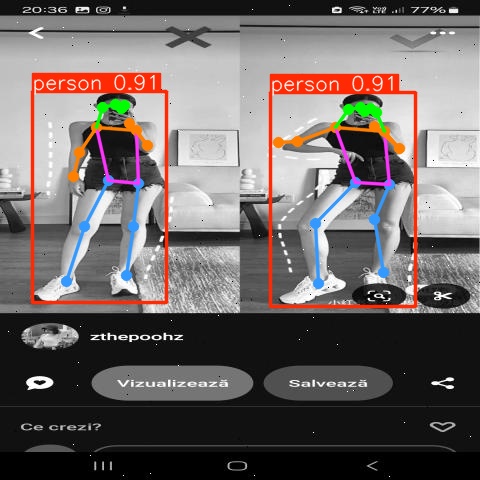 20:36 77%
person 0.91
person 0.91
zthepoohz
Vizualizează
Salvează
Ce crezi?